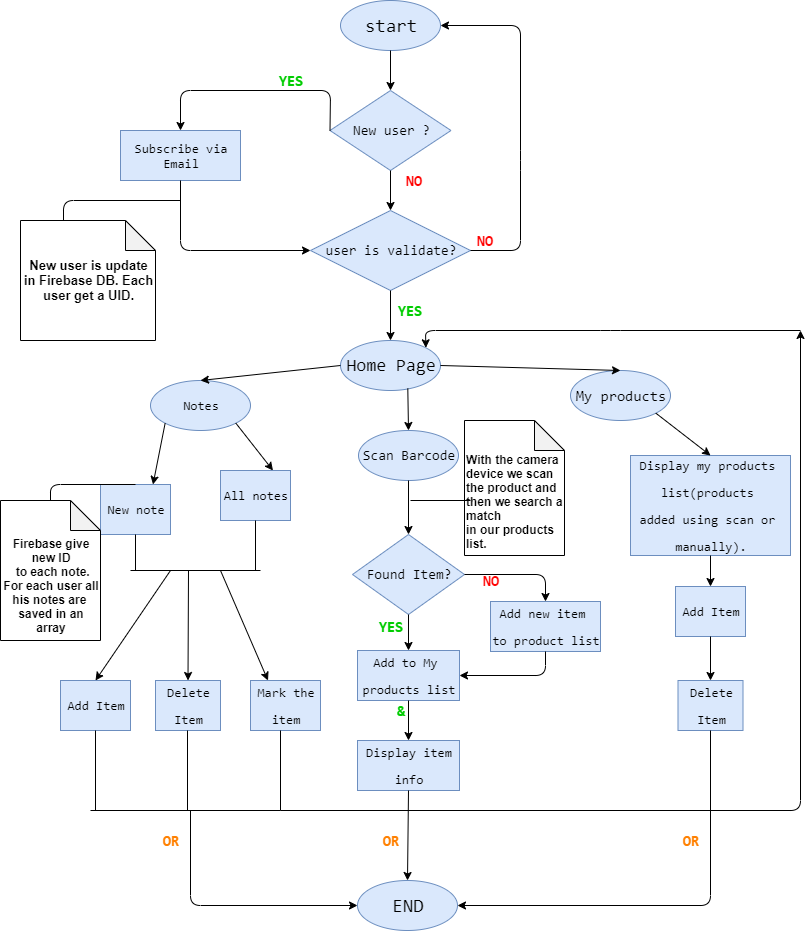 start
YES
New user ?
Subscribe via
Email
NO
user is validate?
NO
New user is update
in Firebase DB. Each
user get a UID.
YES
Home Page
Notes
My products
Scan Barcode
With the camera
device we scan
the product and
then we search a
match
in our products
list.
Display my products
list(products
added using scan or
manually).
New note
All notes
Firebase give
new ID
to each note.
For each user all
his notes are
saved in an
array
Found Item?
NO
Add new item
to product list
YES
Add Item
Add to My
products list
Add Item
Delete
Item
Mark the
item
Delete
Item
&
Display item
info
OR
OR
OR
END